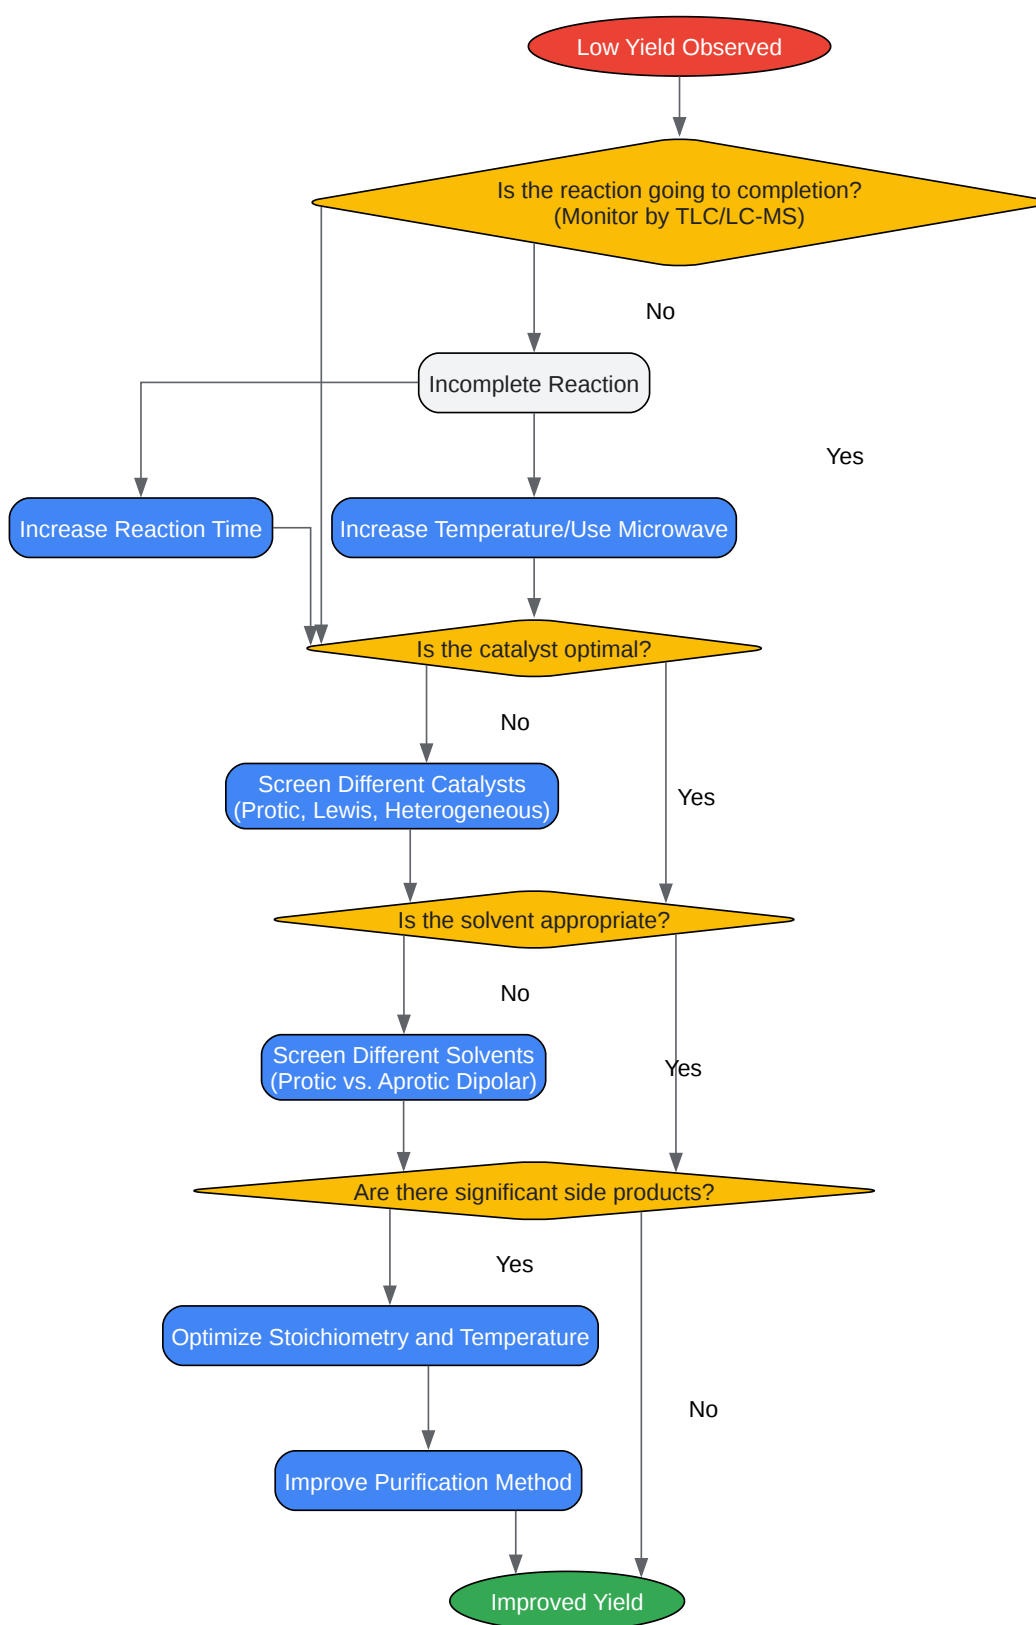 Low Yield Observed
Is the reaction going to completion?
(Monitor by TLC/LC-MS)
No
Incomplete Reaction
Yes
Increase Reaction Time
Increase Temperature/Use Microwave
Is the catalyst optimal?
No
Screen Different Catalysts
(Protic, Lewis, Heterogeneous)
Yes
Is the solvent appropriate?
No
Screen Different Solvents
(Protic vs. Aprotic Dipolar)
Yes
Are there significant side products?
Yes
Optimize Stoichiometry and Temperature
No
Improve Purification Method
Improved Yield